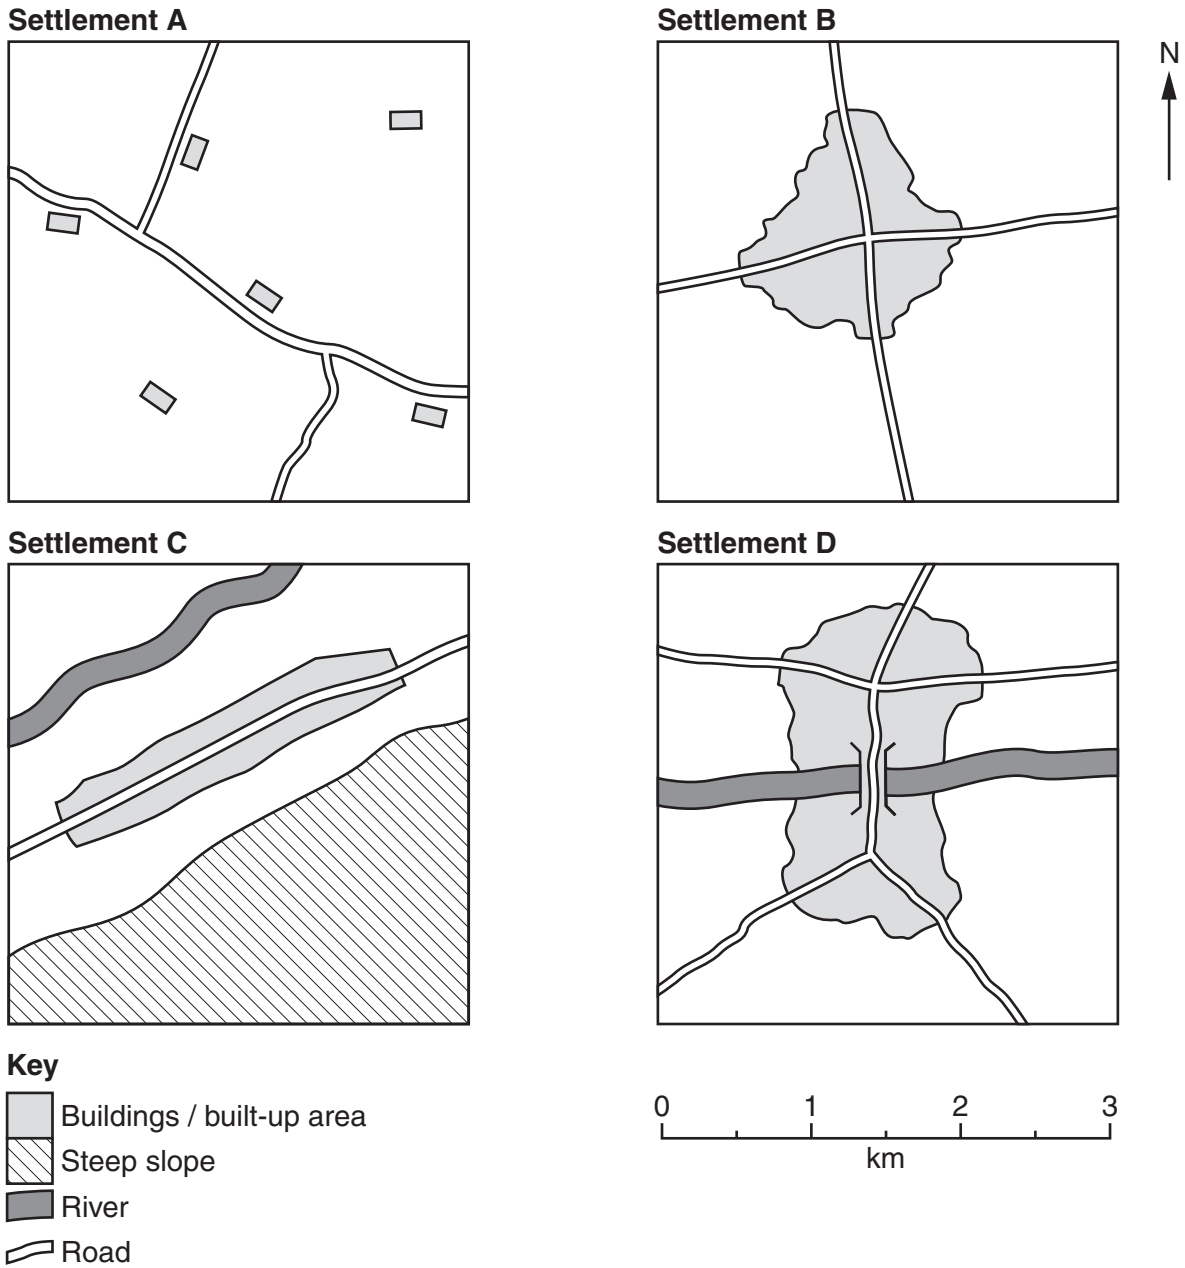 Settlement A
Settlement B
N
Settlement C
Settlement D
Key
Buildings / built-up area
Steep slope
River
Road
0 1 2 3
km